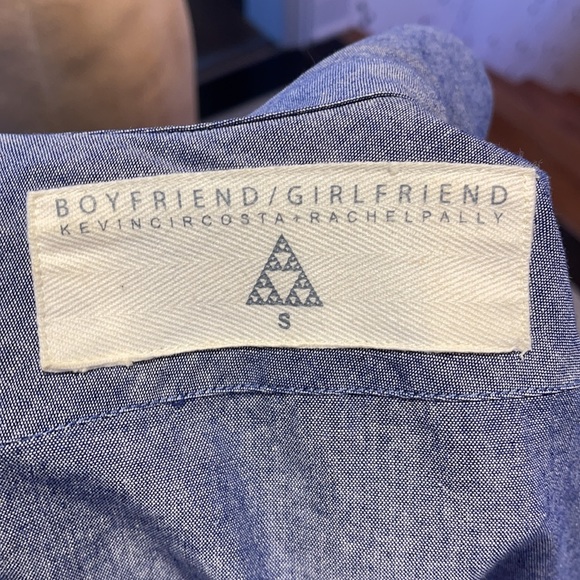 BOYFRIEND/GIRLFRIEND
KEVINCIRCOSTA+RACHELPALLY
S